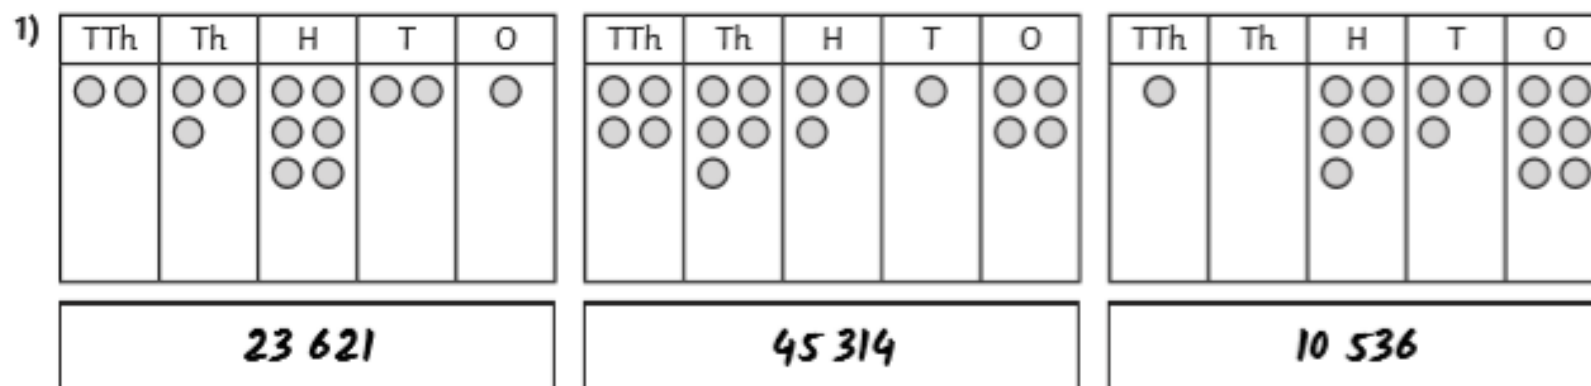 1) TTh Th H T O TTh Th H T O TTh Th H T O
23 621 45 314 10 536